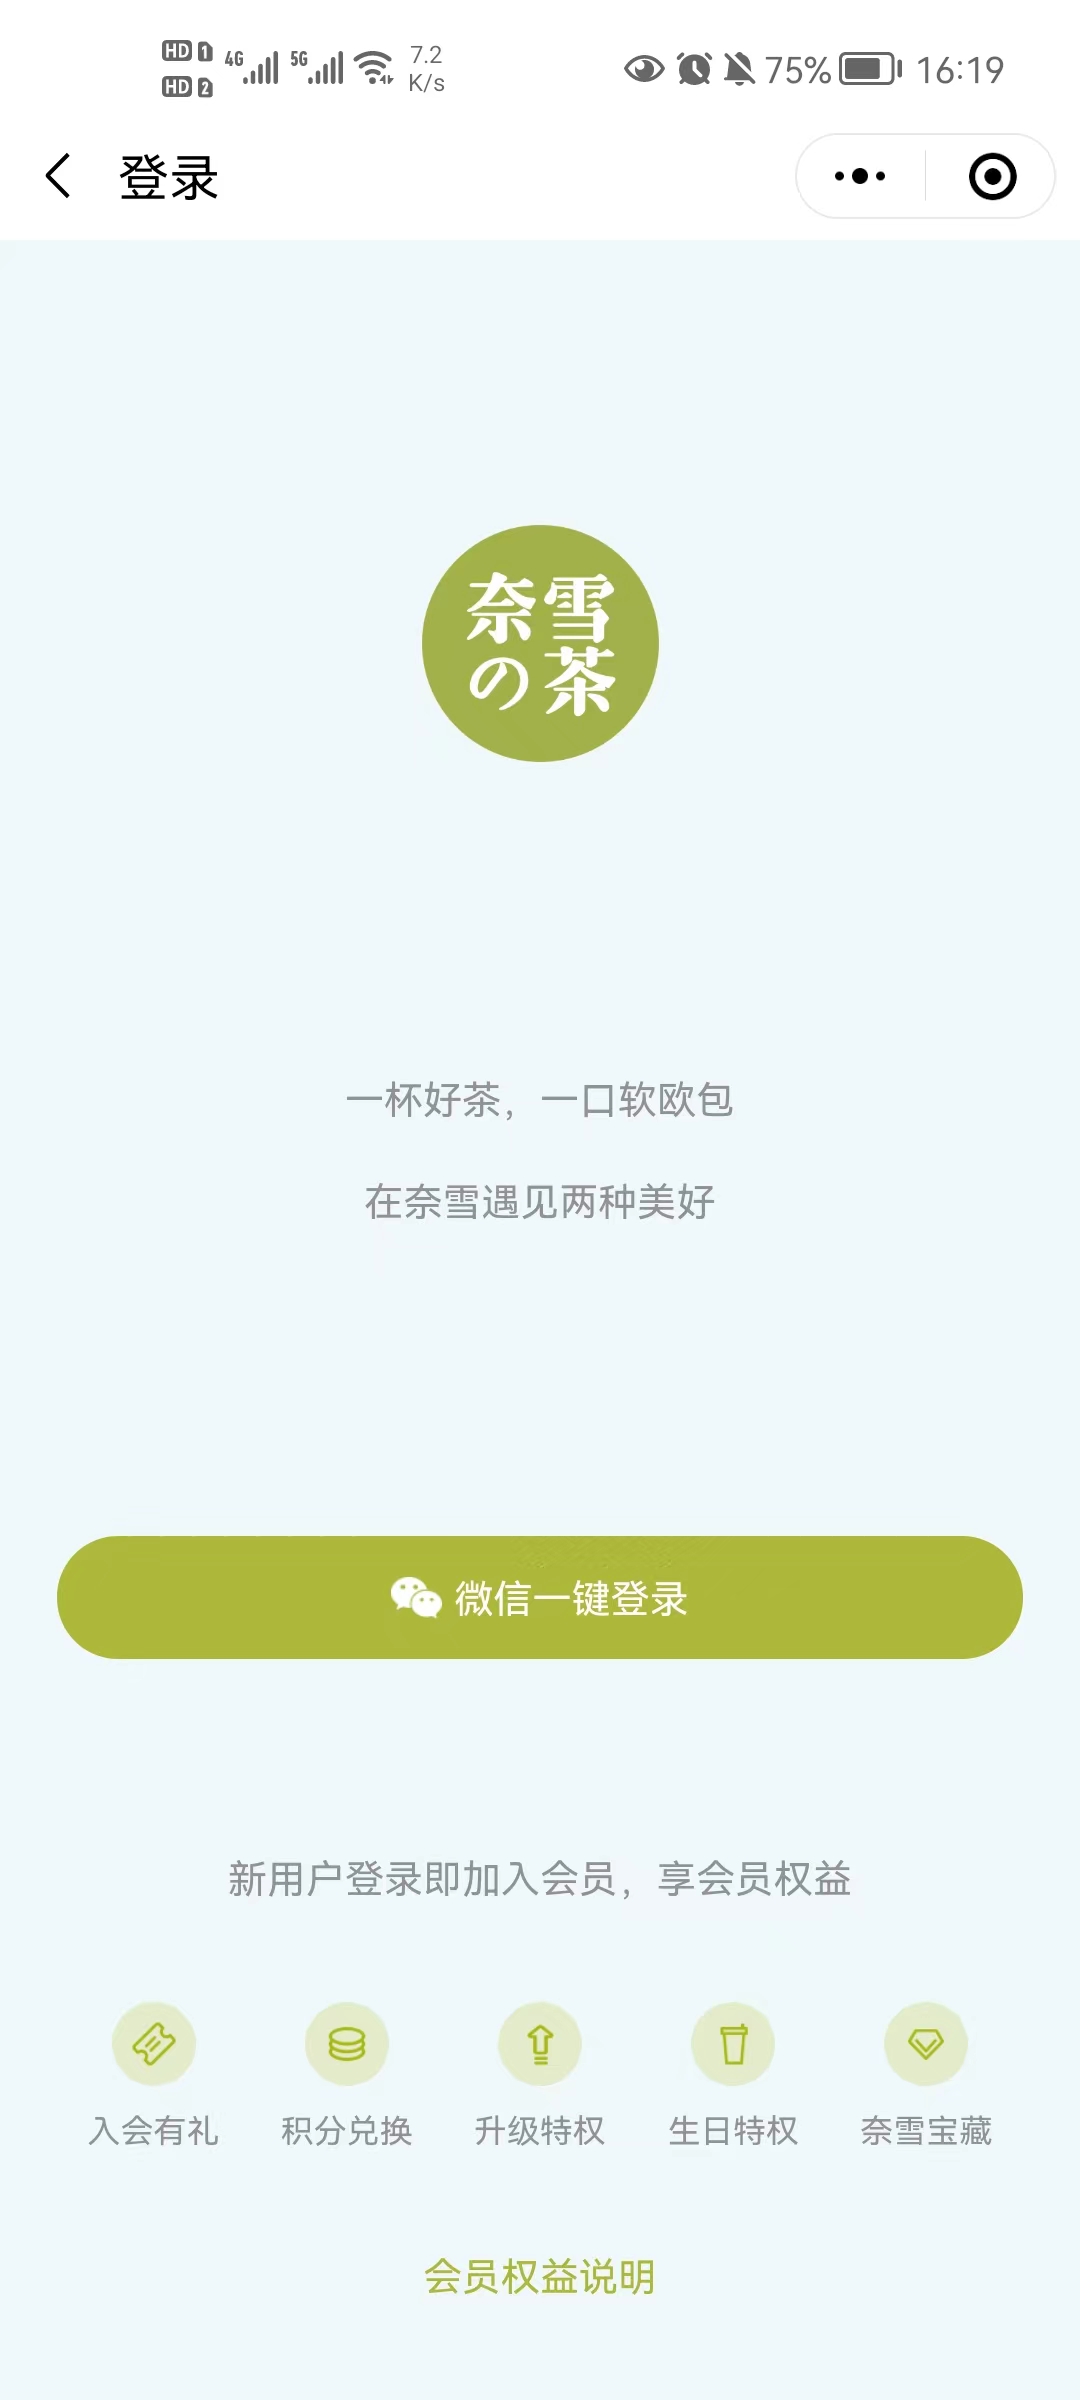 HD 1 4G 5G 7.2 75% 16:19
HD 2 K/s
登录
奈雪
の茶
一杯好茶，一口软欧包
在奈雪遇见两种美好
微信一键登录
新用户登录即加入会员，享会员权益
入会有礼 积分兑换 升级特权 生日特权 奈雪宝藏
会员权益说明